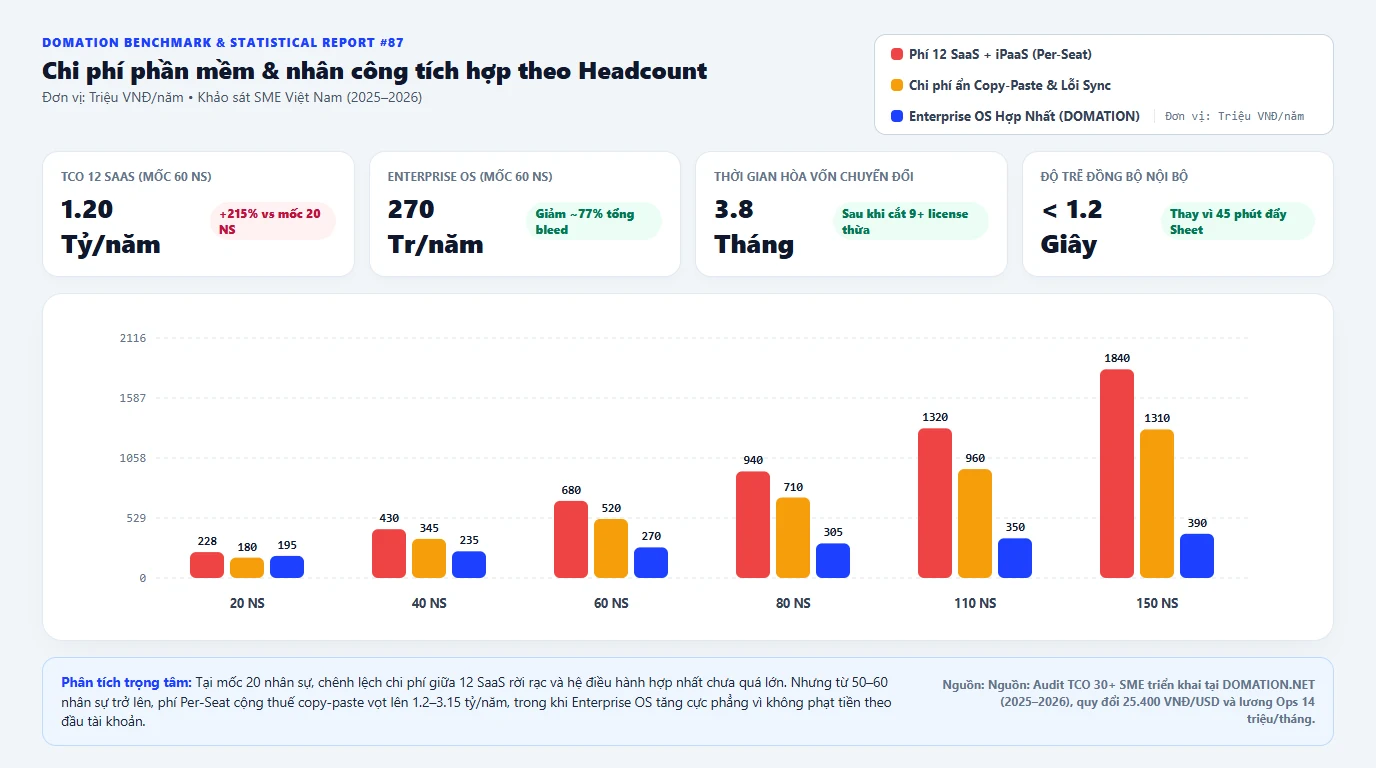 DOMATION BENCHMARK & STATISTICAL REPORT #87
Chi phí phần mềm & nhân công tích hợp theo Headcount
Đơn vị: Triệu VNĐ/năm • Khảo sát SME Việt Nam (2025–2026)
Phí 12 SaaS + iPaaS (Per-Seat)
Chi phí ẩn Copy-Paste & Lỗi Sync
Enterprise OS Hợp Nhất (DOMATION)
Đơn vị: Triệu VNĐ/năm
TCO 12 SAAS (MỐC 60 NS)
1.20
Tỷ/năm
+215% vs mốc 20
NS
ENTERPRISE OS (MỐC 60 NS)
270
Tr/năm
Giảm ~77% tổng
bleed
THỜI GIAN HÒA VỐN CHUYỂN ĐỔI
3.8
Tháng
Sau khi cắt 9+ license
thừa
ĐỘ TRỄ ĐỒNG BỘ NỘI BỘ
< 1.2
Giây
Thay vì 45 phút đẩy
Sheet
2116
1587
1058
529
0
228
180
195
430
345
235
680
520
270
940
710
305
1320
960
350
1840
1310
390
20 NS
40 NS
60 NS
80 NS
110 NS
150 NS
Phân tích trọng tâm: Tại mốc 20 nhân sự, chênh lệch chi phí giữa 12 SaaS rời rạc và hệ điều hành hợp nhất chưa quá lớn. Nhưng từ 50–60
nhân sự trở lên, phí Per-Seat cộng thuế copy-paste vọt lên 1.2–3.15 tỷ/năm, trong khi Enterprise OS tăng cực phẳng vì không phạt tiền theo
đầu tài khoản.
Nguồn: Nguồn: Audit TCO 30+ SME triển khai tại DOMATION.NET
(2025–2026), quy đổi 25.400 VNĐ/USD và lương Ops 14
triệu/tháng.